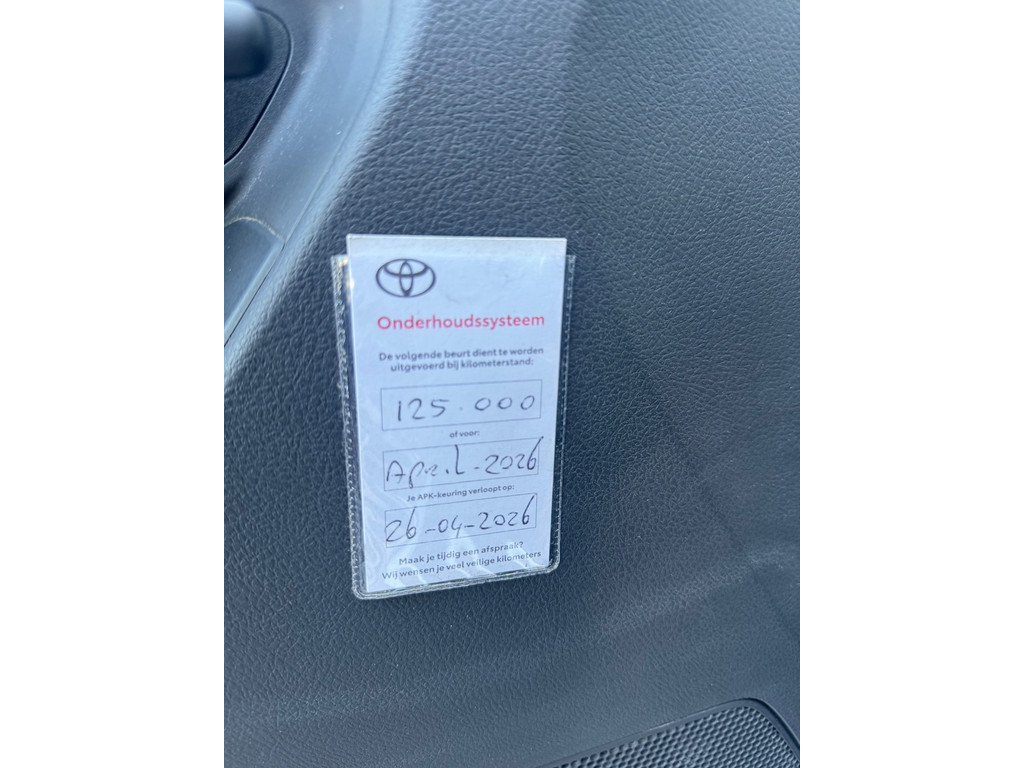 Onderhoudssysteem
De volgende beurt dient te worden
uitgevoerd bij kilometerstand:
125.000
of voor:
April-2026
Je APK-keuring verloopt op:
26-04-2026
Maak je tijdig een afspraak?
Wij wensen je veel veilige kilometers